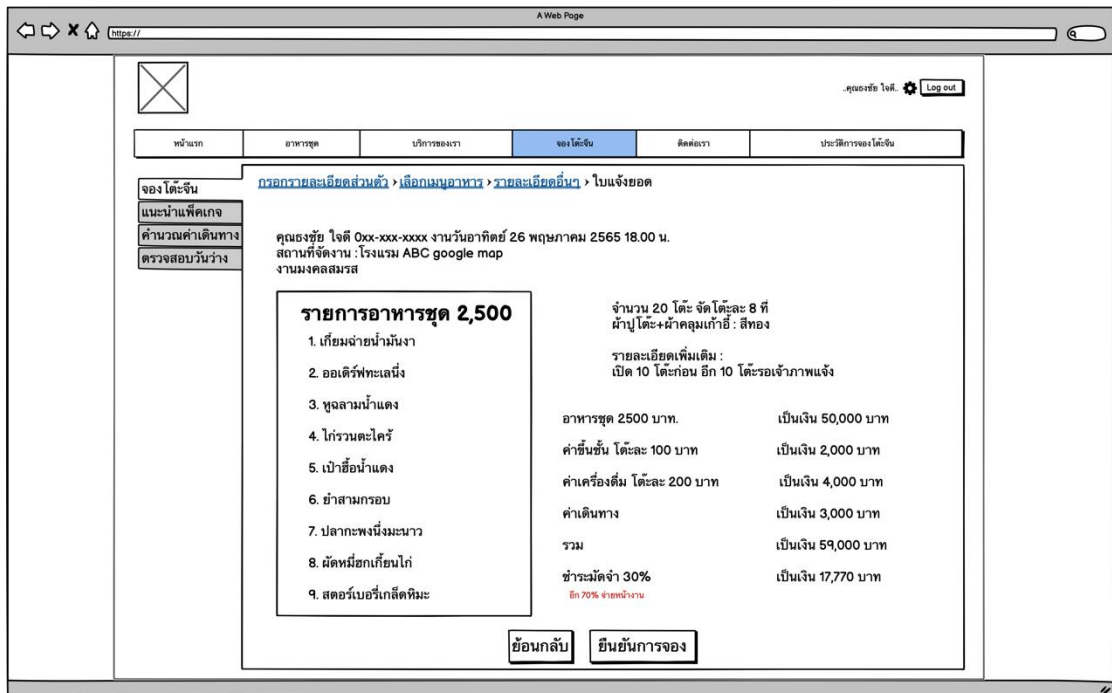 A Web Page
https://
..คุณธงชัย ใจดี.. Log out
หน้าแรก
อาหารชุด
บริการของเรา
จองโต๊ะจีน
ติดต่อเรา
ประวัติการจองโต๊ะจีน
จองโต๊ะจีน
แนะนำแพ็คเกจ
คำนวณค่าเดินทาง
ตรวจสอบวันว่าง
กรอกรายละเอียดส่วนตัว > เลือกเมนูอาหาร > รายละเอียดอื่นๆ > ใบแจ้งยอด
คุณธงชัย ใจดี 0xx-xxx-xxxx งานวันอาทิตย์ 26 พฤษภาคม 2565 18.00 น.
สถานที่จัดงาน :โรงแรม ABC google map
งานมงคลสมรส
รายการอาหารชุด 2,500
1. เกี้ยมฉ่ายน้ำมันงา
2. ออเดิร์ฟทะเลนึ่ง
3. หูฉลามน้ำแดง
4. ไก่รวนตะไคร้
5. เป๋าฮื้อน้ำแดง
6. ยำสามกรอบ
7. ปลากะพงนึ่งมะนาว
8. ผัดหมี่ฮกเกี้ยนไก่
9. สตอร์เบอรี่เกล็ดหิมะ
จำนวน 20 โต๊ะ จัดโต๊ะละ 8 ที่
ผ้าปูโต๊ะ+ผ้าคลุมเก้าอี้ : สีทอง
รายละเอียดเพิ่มเติม :
เปิด 10 โต๊ะก่อน อีก 10 โต๊ะรอเจ้าภาพแจ้ง
อาหารชุด 2500 บาท. เป็นเงิน 50,000 บาท
ค่าขึ้นชั้น โต๊ะละ 100 บาท เป็นเงิน 2,000 บาท
ค่าเครื่องดื่ม โต๊ะละ 200 บาท เป็นเงิน 4,000 บาท
ค่าเดินทาง เป็นเงิน 3,000 บาท
รวม เป็นเงิน 59,000 บาท
ชำระมัดจำ 30% เป็นเงิน 17,770 บาท
อีก 70% จ่ายหน้างาน
ย้อนกลับ
ยืนยันการจอง